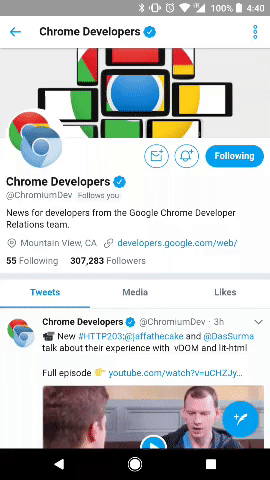 100% 4:40
Chrome Developers
Following
Chrome Developers
@ChromiumDev Follows you
News for developers from the Google Chrome Developer
Relations team.
Mountain View, CA developers.google.com/web/
55 Following 307,283 Followers
Tweets Media Likes
Chrome Developers @ChromiumDev · 3h
New #HTTP203;@jaffathecake and @DasSurma
talk about their experience with vDOM and lit-html
Full episode 👉 youtube.com/watch?v=uCHZJy...